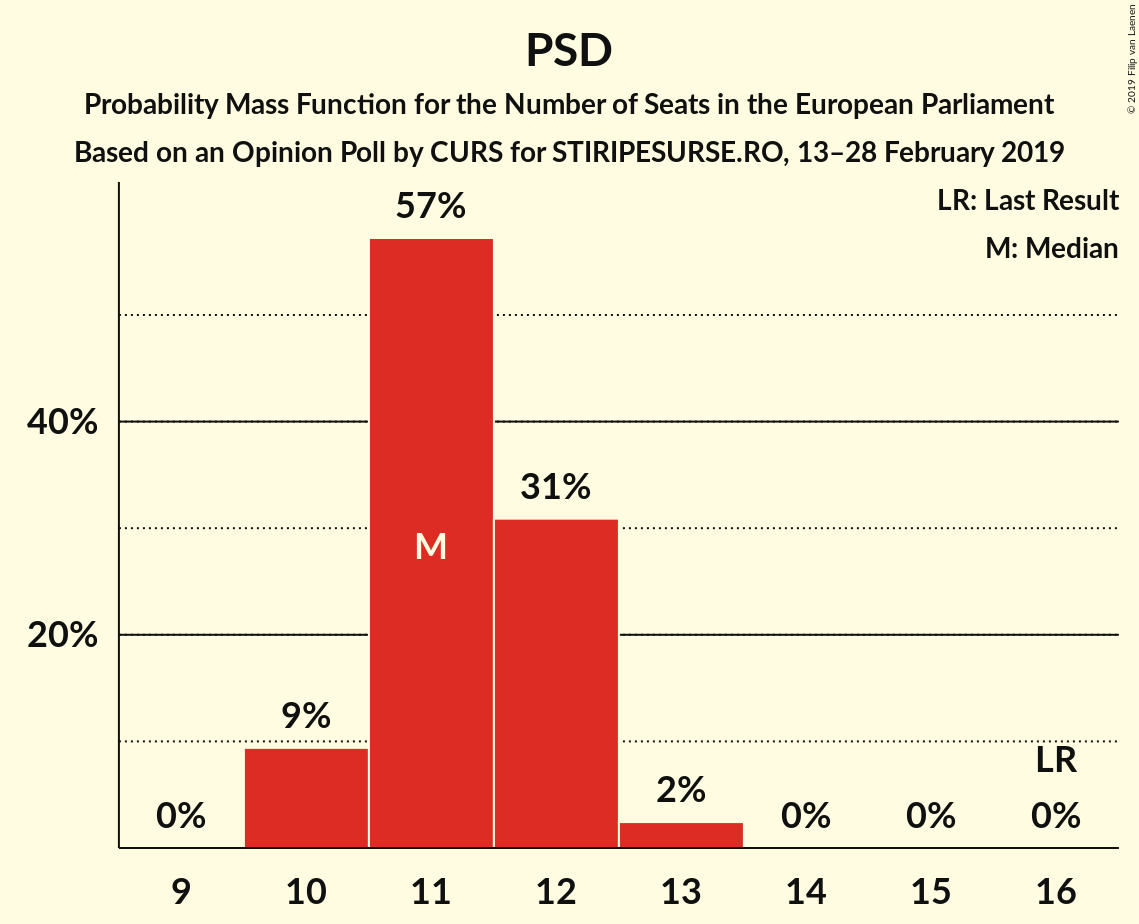 PSD
Probability Mass Function for the Number of Seats in the European Parliament
Based on an Opinion Poll by CURS for STIRIPESURSE.RO, 13–28 February 2019
© 2019 Filip van Laenen
LR: Last Result
M: Median
57%
40%
31%
M
20%
9%
LR
2%
0% 0% 0% 0%
9 10 11 12 13 14 15 16